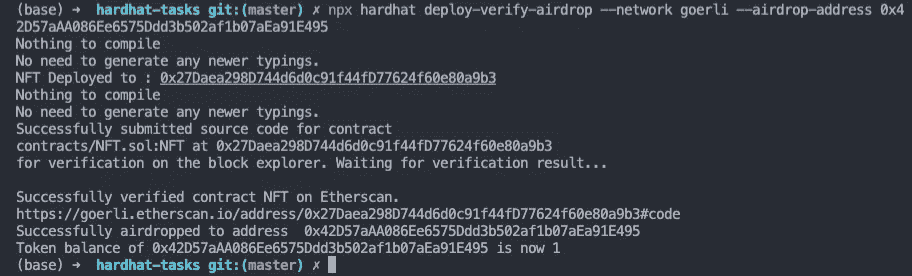 (base) → hardhat-tasks git:(master) ✗ npx hardhat deploy-verify-airdrop --network goerli --airdrop-address 0x4
2D57aAA086Ee6575Ddd3b502af1b07aEa91E495
Nothing to compile
No need to generate any newer typings.
NFT Deployed to : 0x27Daea298D744d6d0c91f44fD77624f60e80a9b3
Nothing to compile
No need to generate any newer typings.
Successfully submitted source code for contract
contracts/NFT.sol:NFT at 0x27Daea298D744d6d0c91f44fD77624f60e80a9b3
for verification on the block explorer. Waiting for verification result...
Successfully verified contract NFT on Etherscan.
https://goerli.etherscan.io/address/0x27Daea298D744d6d0c91f44fD77624f60e80a9b3#code
Successfully airdropped to address  0x42D57aAA086Ee6575Ddd3b502af1b07aEa91E495
Token balance of 0x42D57aAA086Ee6575Ddd3b502af1b07aEa91E495 is now 1
(base) → hardhat-tasks git:(master) ✗